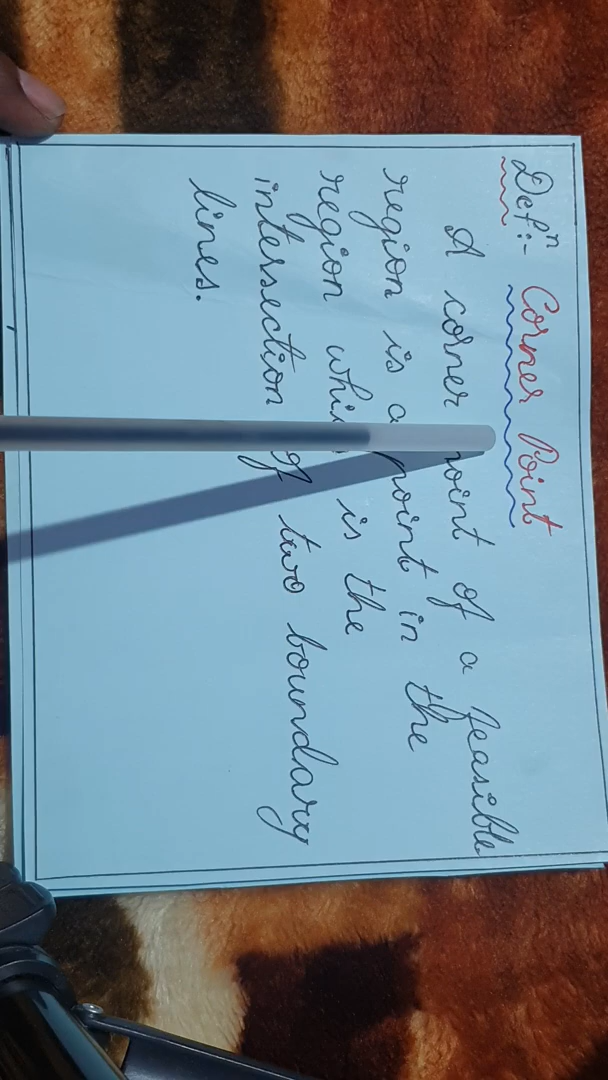 Defⁿ:- Corner Point
A corner point of a feasible
region is a point in the
region which is the
intersection of two boundary
lines.